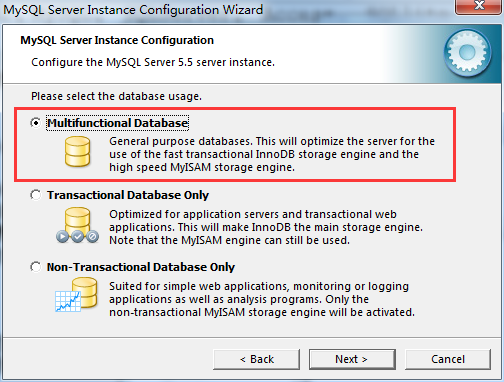 MySQL Server Instance Configuration Wizard
MySQL Server Instance Configuration
Configure the MySQL Server 5.5 server instance.
Please select the database usage.
Multifunctional Database
General purpose databases. This will optimize the server for the
use of the fast transactional InnoDB storage engine and the
high speed MyISAM storage engine.
Transactional Database Only
Optimized for application servers and transactional web
applications. This will make InnoDB the main storage engine.
Note that the MyISAM engine can still be used.
Non-Transactional Database Only
Suited for simple web applications, monitoring or logging
applications as well as analysis programs. Only the
non-transactional MyISAM storage engine will be activated.
< Back
Next >
Cancel